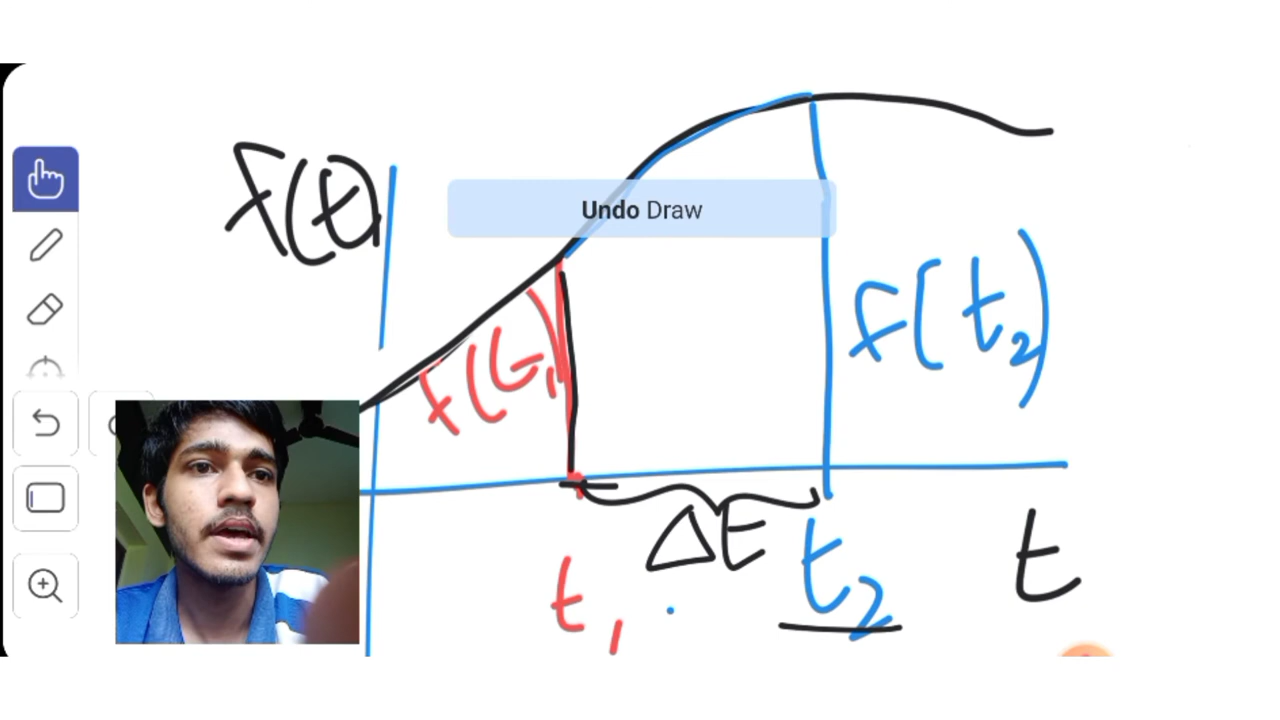 f(t)
Undo Draw
f(t₁)
f(t₂)
Δt
t₁
t₂
t